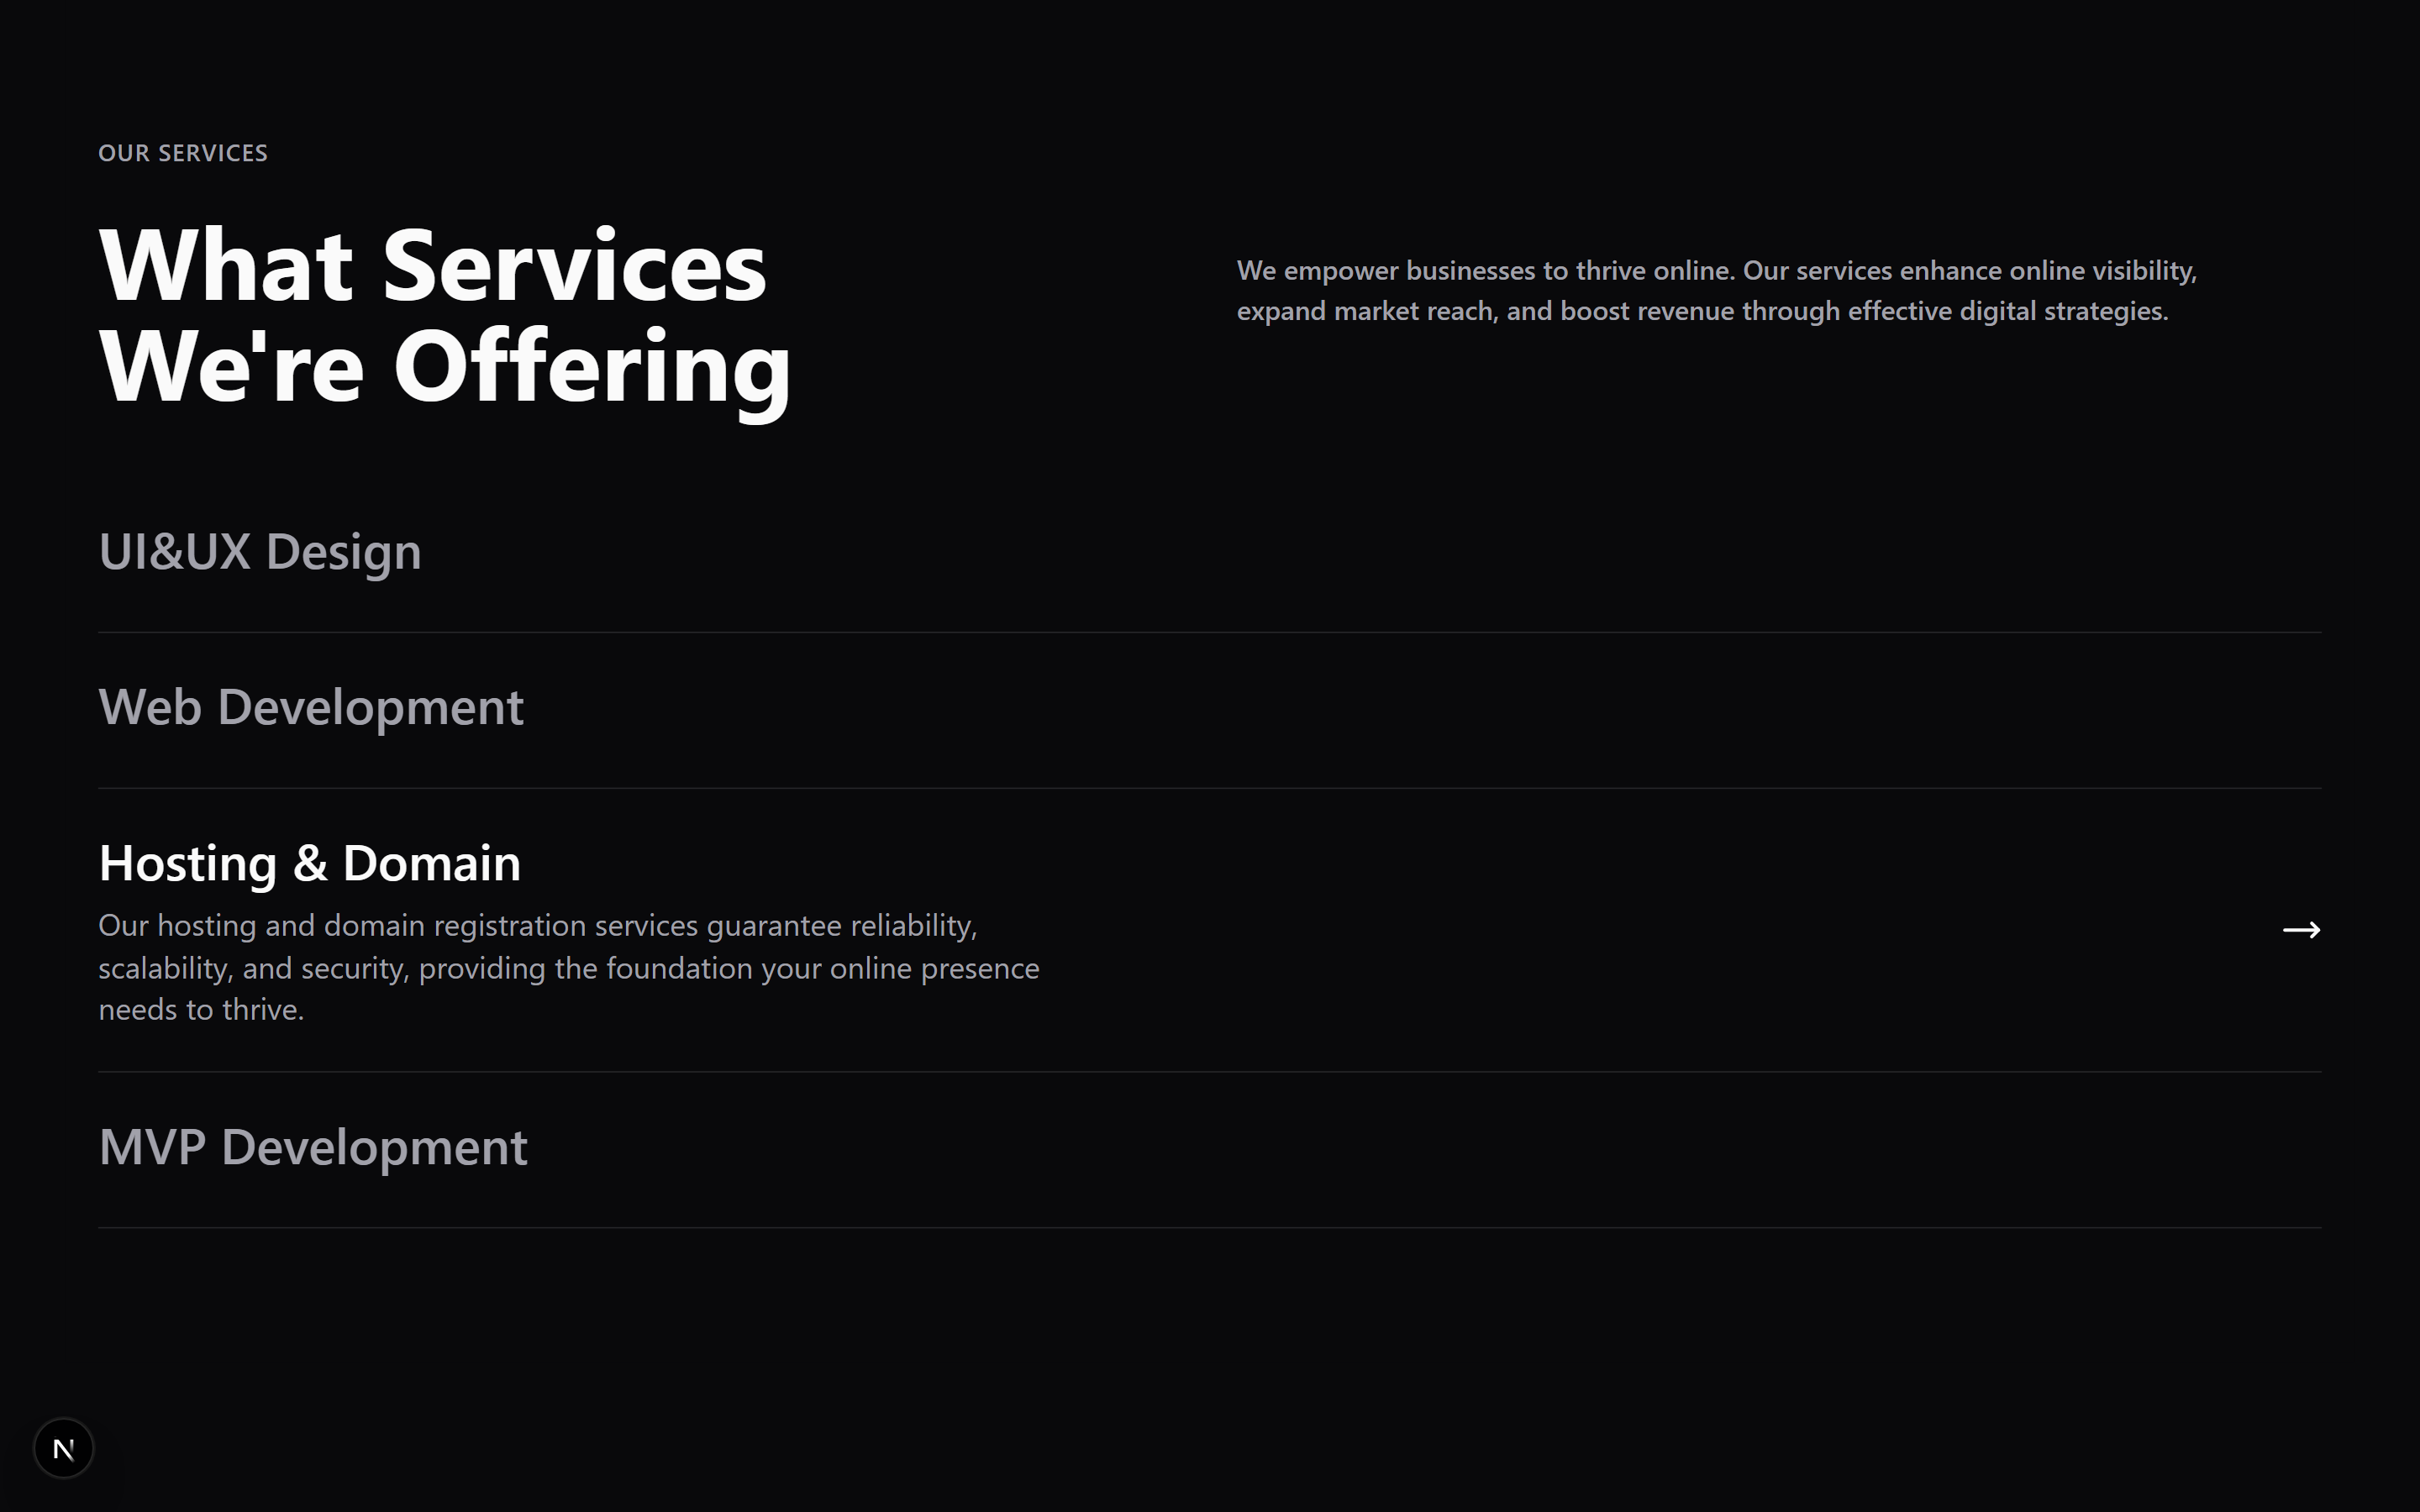 OUR SERVICES
What Services
We're Offering
We empower businesses to thrive online. Our services enhance online visibility,
expand market reach, and boost revenue through effective digital strategies.
UI&UX Design
Web Development
Hosting & Domain
Our hosting and domain registration services guarantee reliability,
scalability, and security, providing the foundation your online presence
needs to thrive.
MVP Development
N